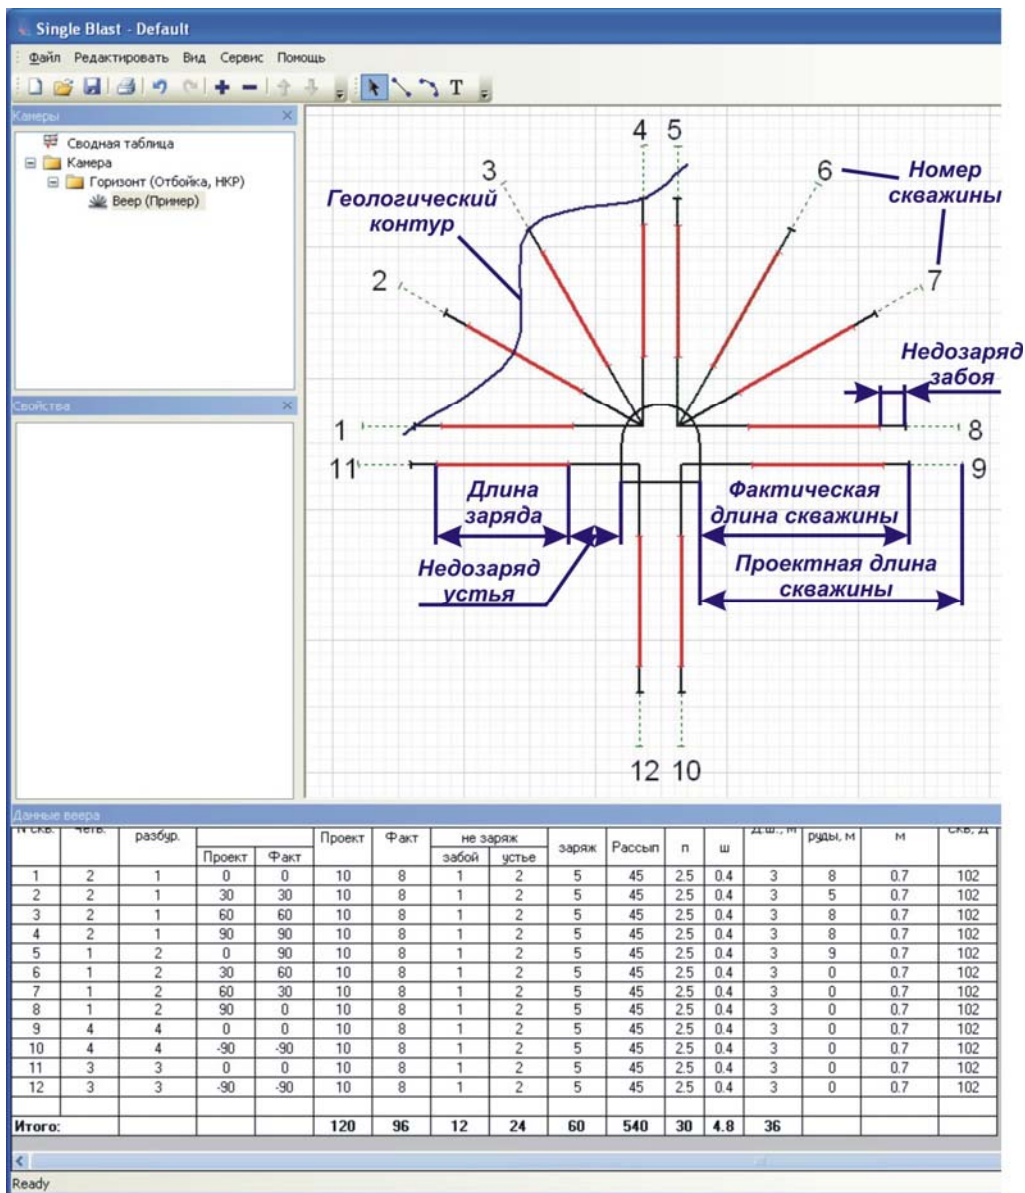 Single Blast - Default
Файл Редактировать Вид Сервис Помощь
T
Камеры
Сводная таблица
Камера
Горизонт (Отбойка, НКР)
Веер (Пример)
Свойства
4 5
3 6
Номер
скважины
Геологический
контур
2 7
Недозаряд
забоя
1 8
11 9
Длина
заряда
Фактическая
длина скважины
Недозаряд
устья
Проектная длина
скважины
12 10
Данные веера
N скв. четв. разбур. Проект Факт не заряж заряж Рассып п ш Д.Ш., м руды, м м скв, Д
Проект Факт забой устье
1 2 1 0 0 10 8 1 2 5 45 2.5 0.4 3 8 0.7 102
2 2 1 30 30 10 8 1 2 5 45 2.5 0.4 3 5 0.7 102
3 2 1 60 60 10 8 1 2 5 45 2.5 0.4 3 8 0.7 102
4 2 1 90 90 10 8 1 2 5 45 2.5 0.4 3 8 0.7 102
5 1 2 0 90 10 8 1 2 5 45 2.5 0.4 3 9 0.7 102
6 1 2 30 60 10 8 1 2 5 45 2.5 0.4 3 0 0.7 102
7 1 2 60 30 10 8 1 2 5 45 2.5 0.4 3 0 0.7 102
8 1 2 90 0 10 8 1 2 5 45 2.5 0.4 3 0 0.7 102
9 4 4 0 0 10 8 1 2 5 45 2.5 0.4 3 0 0.7 102
10 4 4 -90 -90 10 8 1 2 5 45 2.5 0.4 3 0 0.7 102
11 3 3 0 0 10 8 1 2 5 45 2.5 0.4 3 0 0.7 102
12 3 3 -90 -90 10 8 1 2 5 45 2.5 0.4 3 0 0.7 102
Итого: 120 96 12 24 60 540 30 4.8 36
Ready